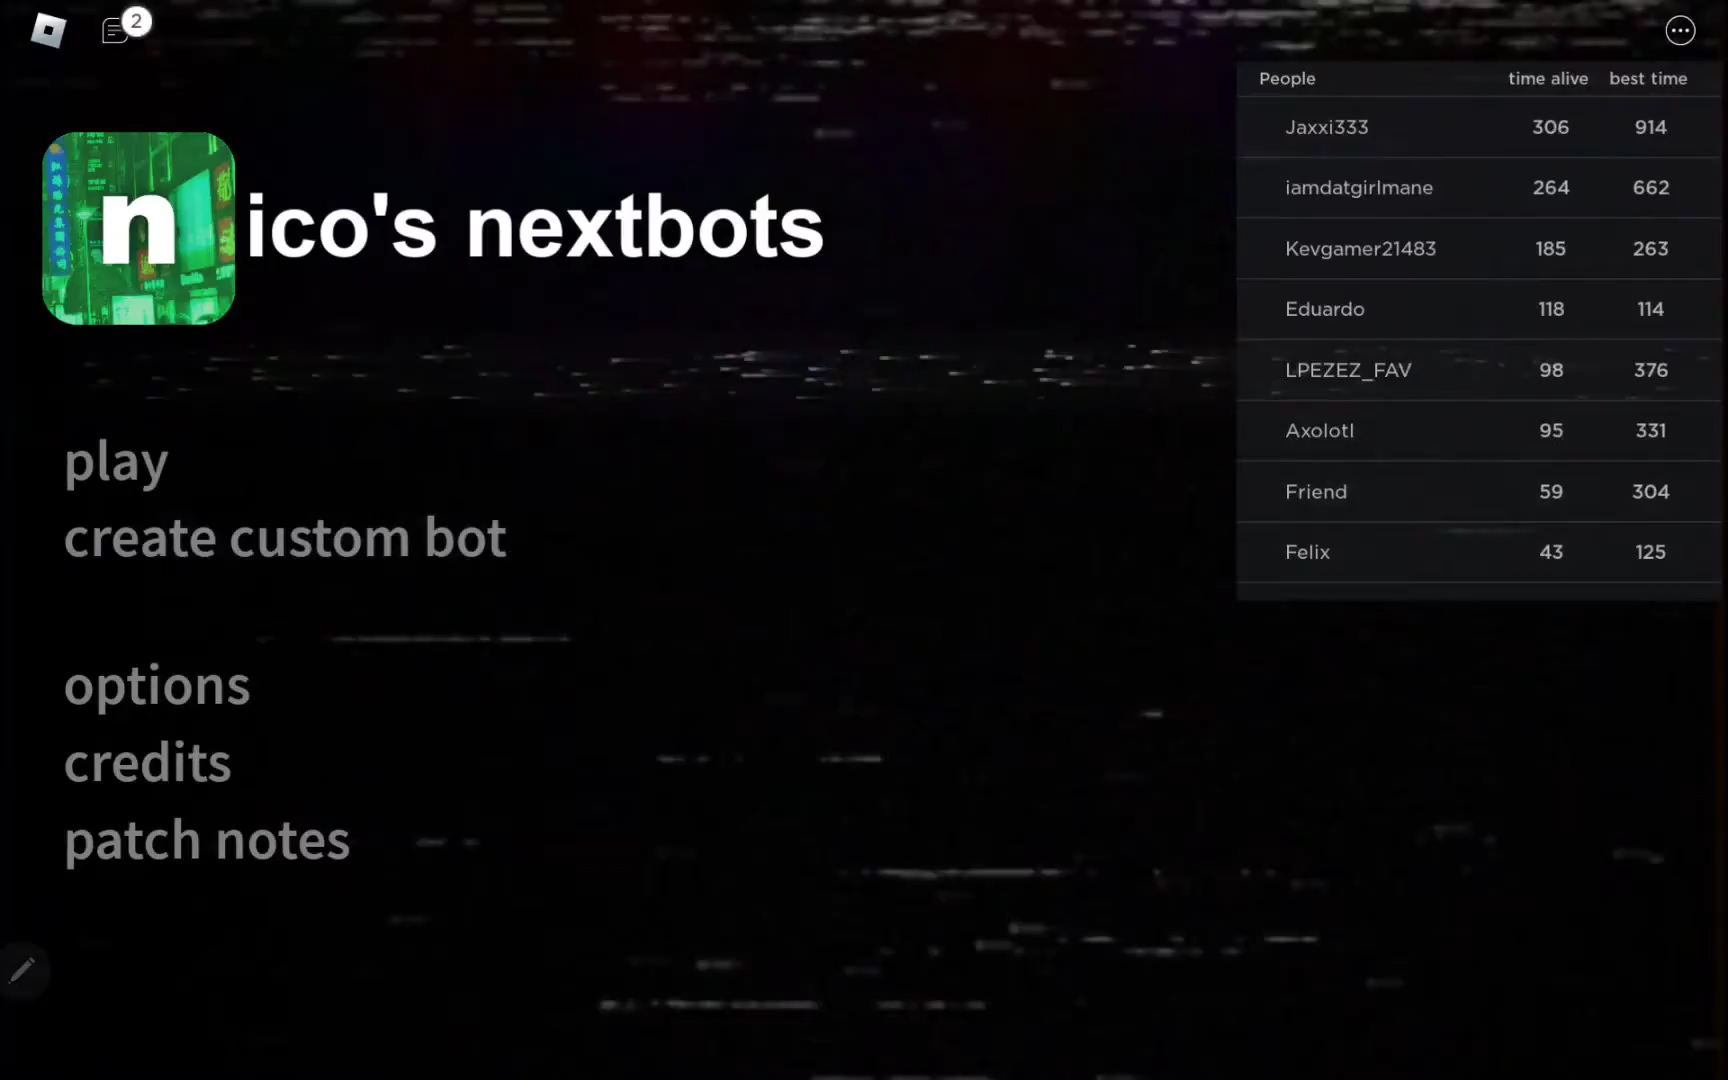 2
n ico's nextbots
play
create custom bot
options
credits
patch notes
People time alive best time
Jaxxi333 306 914
iamdatgirlmane 264 662
Kevgamer21483 185 263
Eduardo 118 114
LPEZEZ_FAV 98 376
Axolotl 95 331
Friend 59 304
Felix 43 125